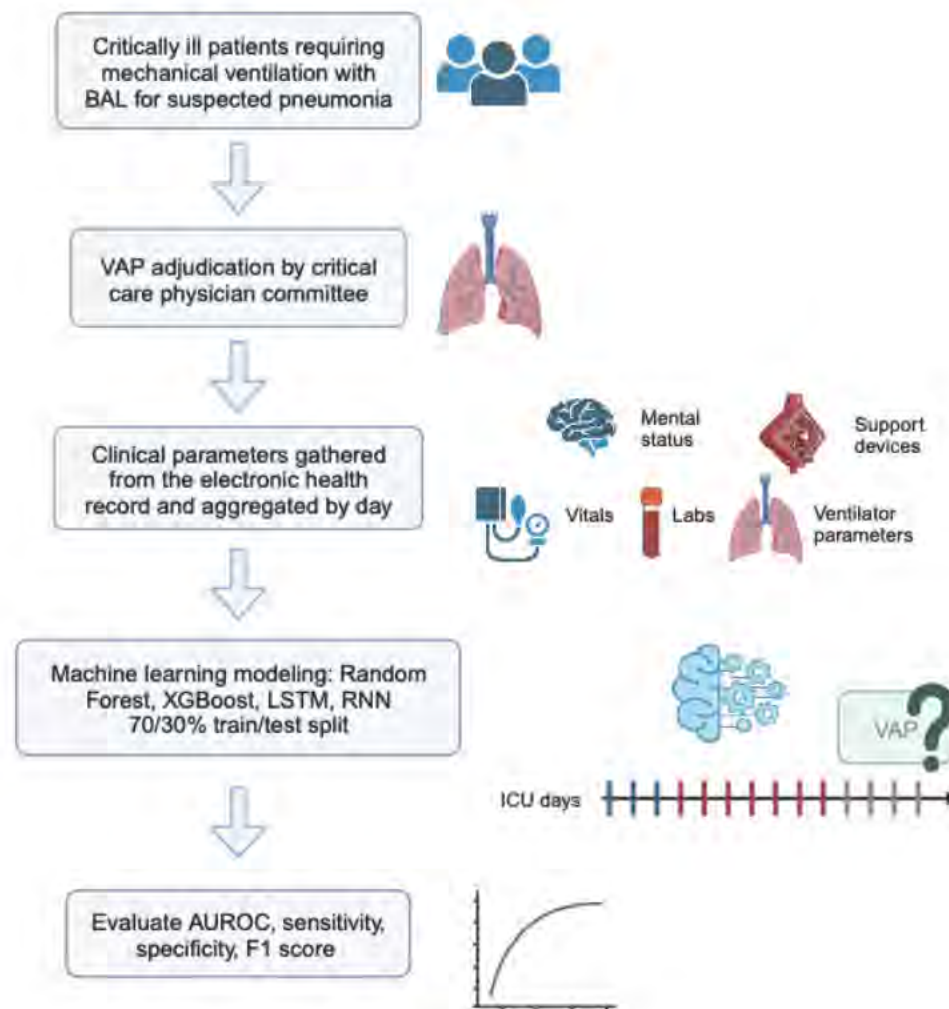 Critically ill patients requiring
mechanical ventilation with
BAL for suspected pneumonia
VAP adjudication by critical
care physician committee
Clinical parameters gathered
from the electronic health
record and aggregated by day
Mental
status
Support
devices
Vitals
Labs
Ventilator
parameters
Machine learning modeling: Random
Forest, XGBoost, LSTM, RNN
70/30% train/test split
VAP
?
ICU days
Evaluate AUROC, sensitivity,
specificity, F1 score